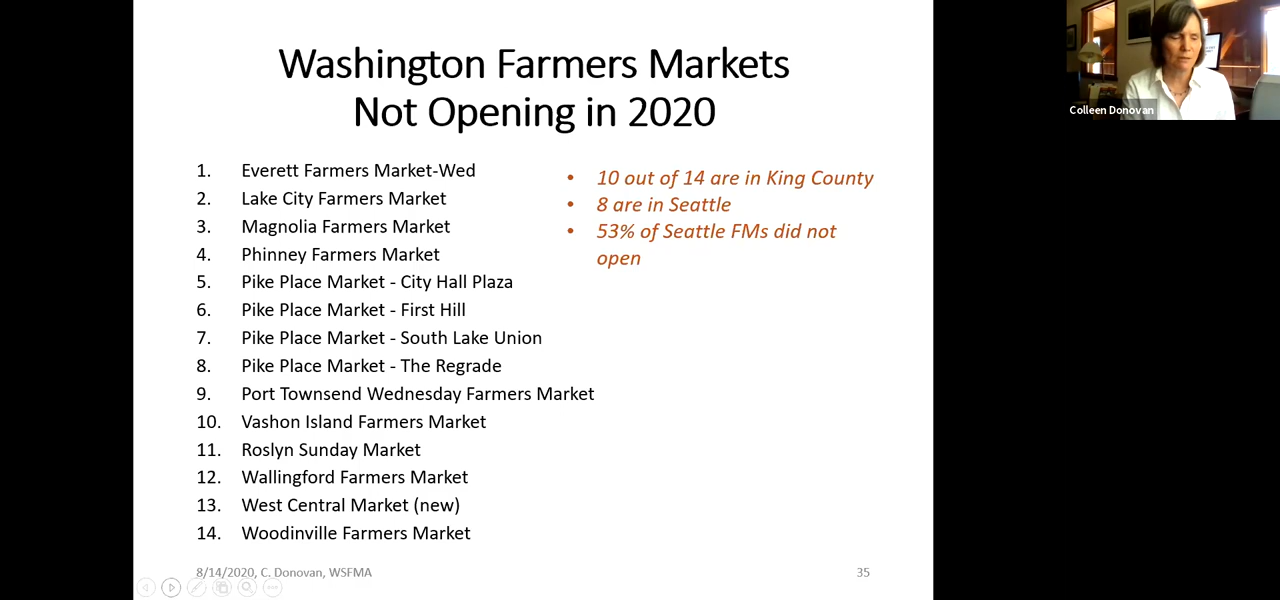 Washington Farmers Markets
Not Opening in 2020
1. Everett Farmers Market-Wed
2. Lake City Farmers Market
3. Magnolia Farmers Market
4. Phinney Farmers Market
5. Pike Place Market - City Hall Plaza
6. Pike Place Market - First Hill
7. Pike Place Market - South Lake Union
8. Pike Place Market - The Regrade
9. Port Townsend Wednesday Farmers Market
10. Vashon Island Farmers Market
11. Roslyn Sunday Market
12. Wallingford Farmers Market
13. West Central Market (new)
14. Woodinville Farmers Market
• 10 out of 14 are in King County
• 8 are in Seattle
• 53% of Seattle FMs did not
open
8/14/2020, C. Donovan, WSFMA
35
Colleen Donovan